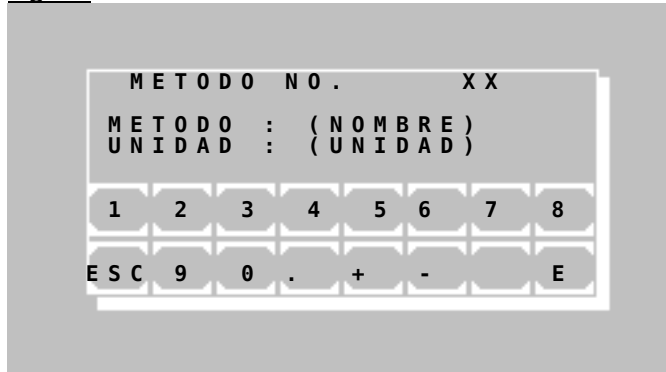 METODO NO. XX
METODO : (NOMBRE)
UNIDAD : (UNIDAD)
1 2 3 4 5 6 7 8
ESC 9 0 . + - E